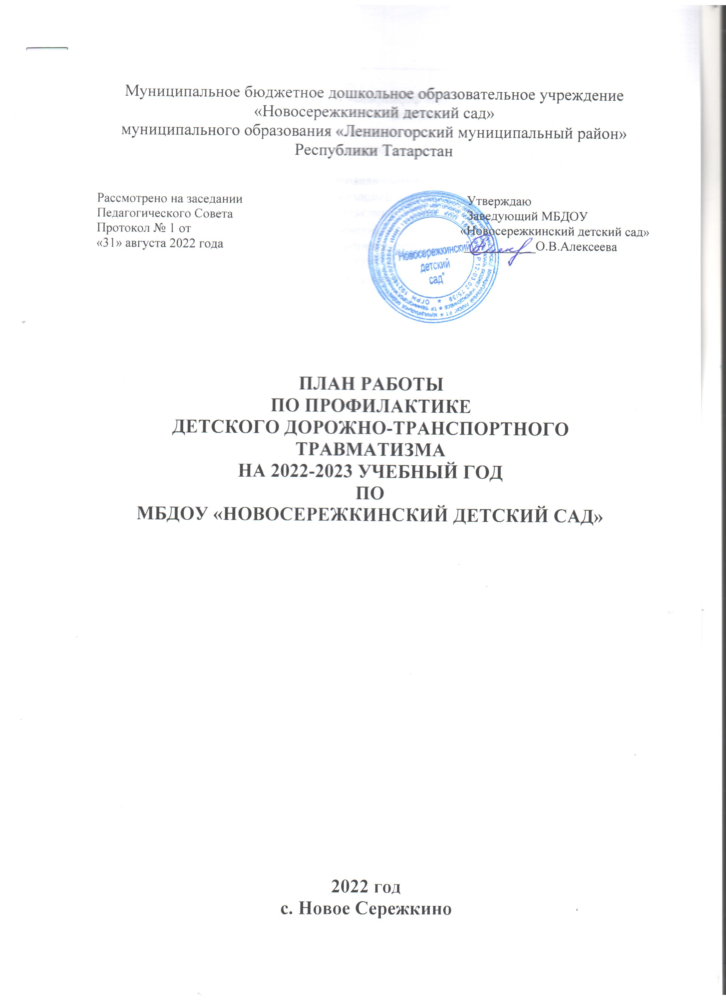 Муниципальное бюджетное дошкольное образовательное учреждение
«Новосережкинский детский сад»
муниципального образования «Лениногорский муниципальный район»
Республики Татарстан
Рассмотрено на заседании
Педагогического Совета
Протокол № 1 от
«31» августа 2022 года
Утверждаю
Заведующий МБДОУ
«Новосережкинский детский сад»
О.В.Алексеева
"Новосережкинский
детский
сад"
ПЛАН РАБОТЫ
ПО ПРОФИЛАКТИКЕ
ДЕТСКОГО ДОРОЖНО-ТРАНСПОРТНОГО
ТРАВМАТИЗМА
НА 2022-2023 УЧЕБНЫЙ ГОД
ПО
МБДОУ «НОВОСЕРЕЖКИНСКИЙ ДЕТСКИЙ САД»
2022 год
с. Новое Сережкино